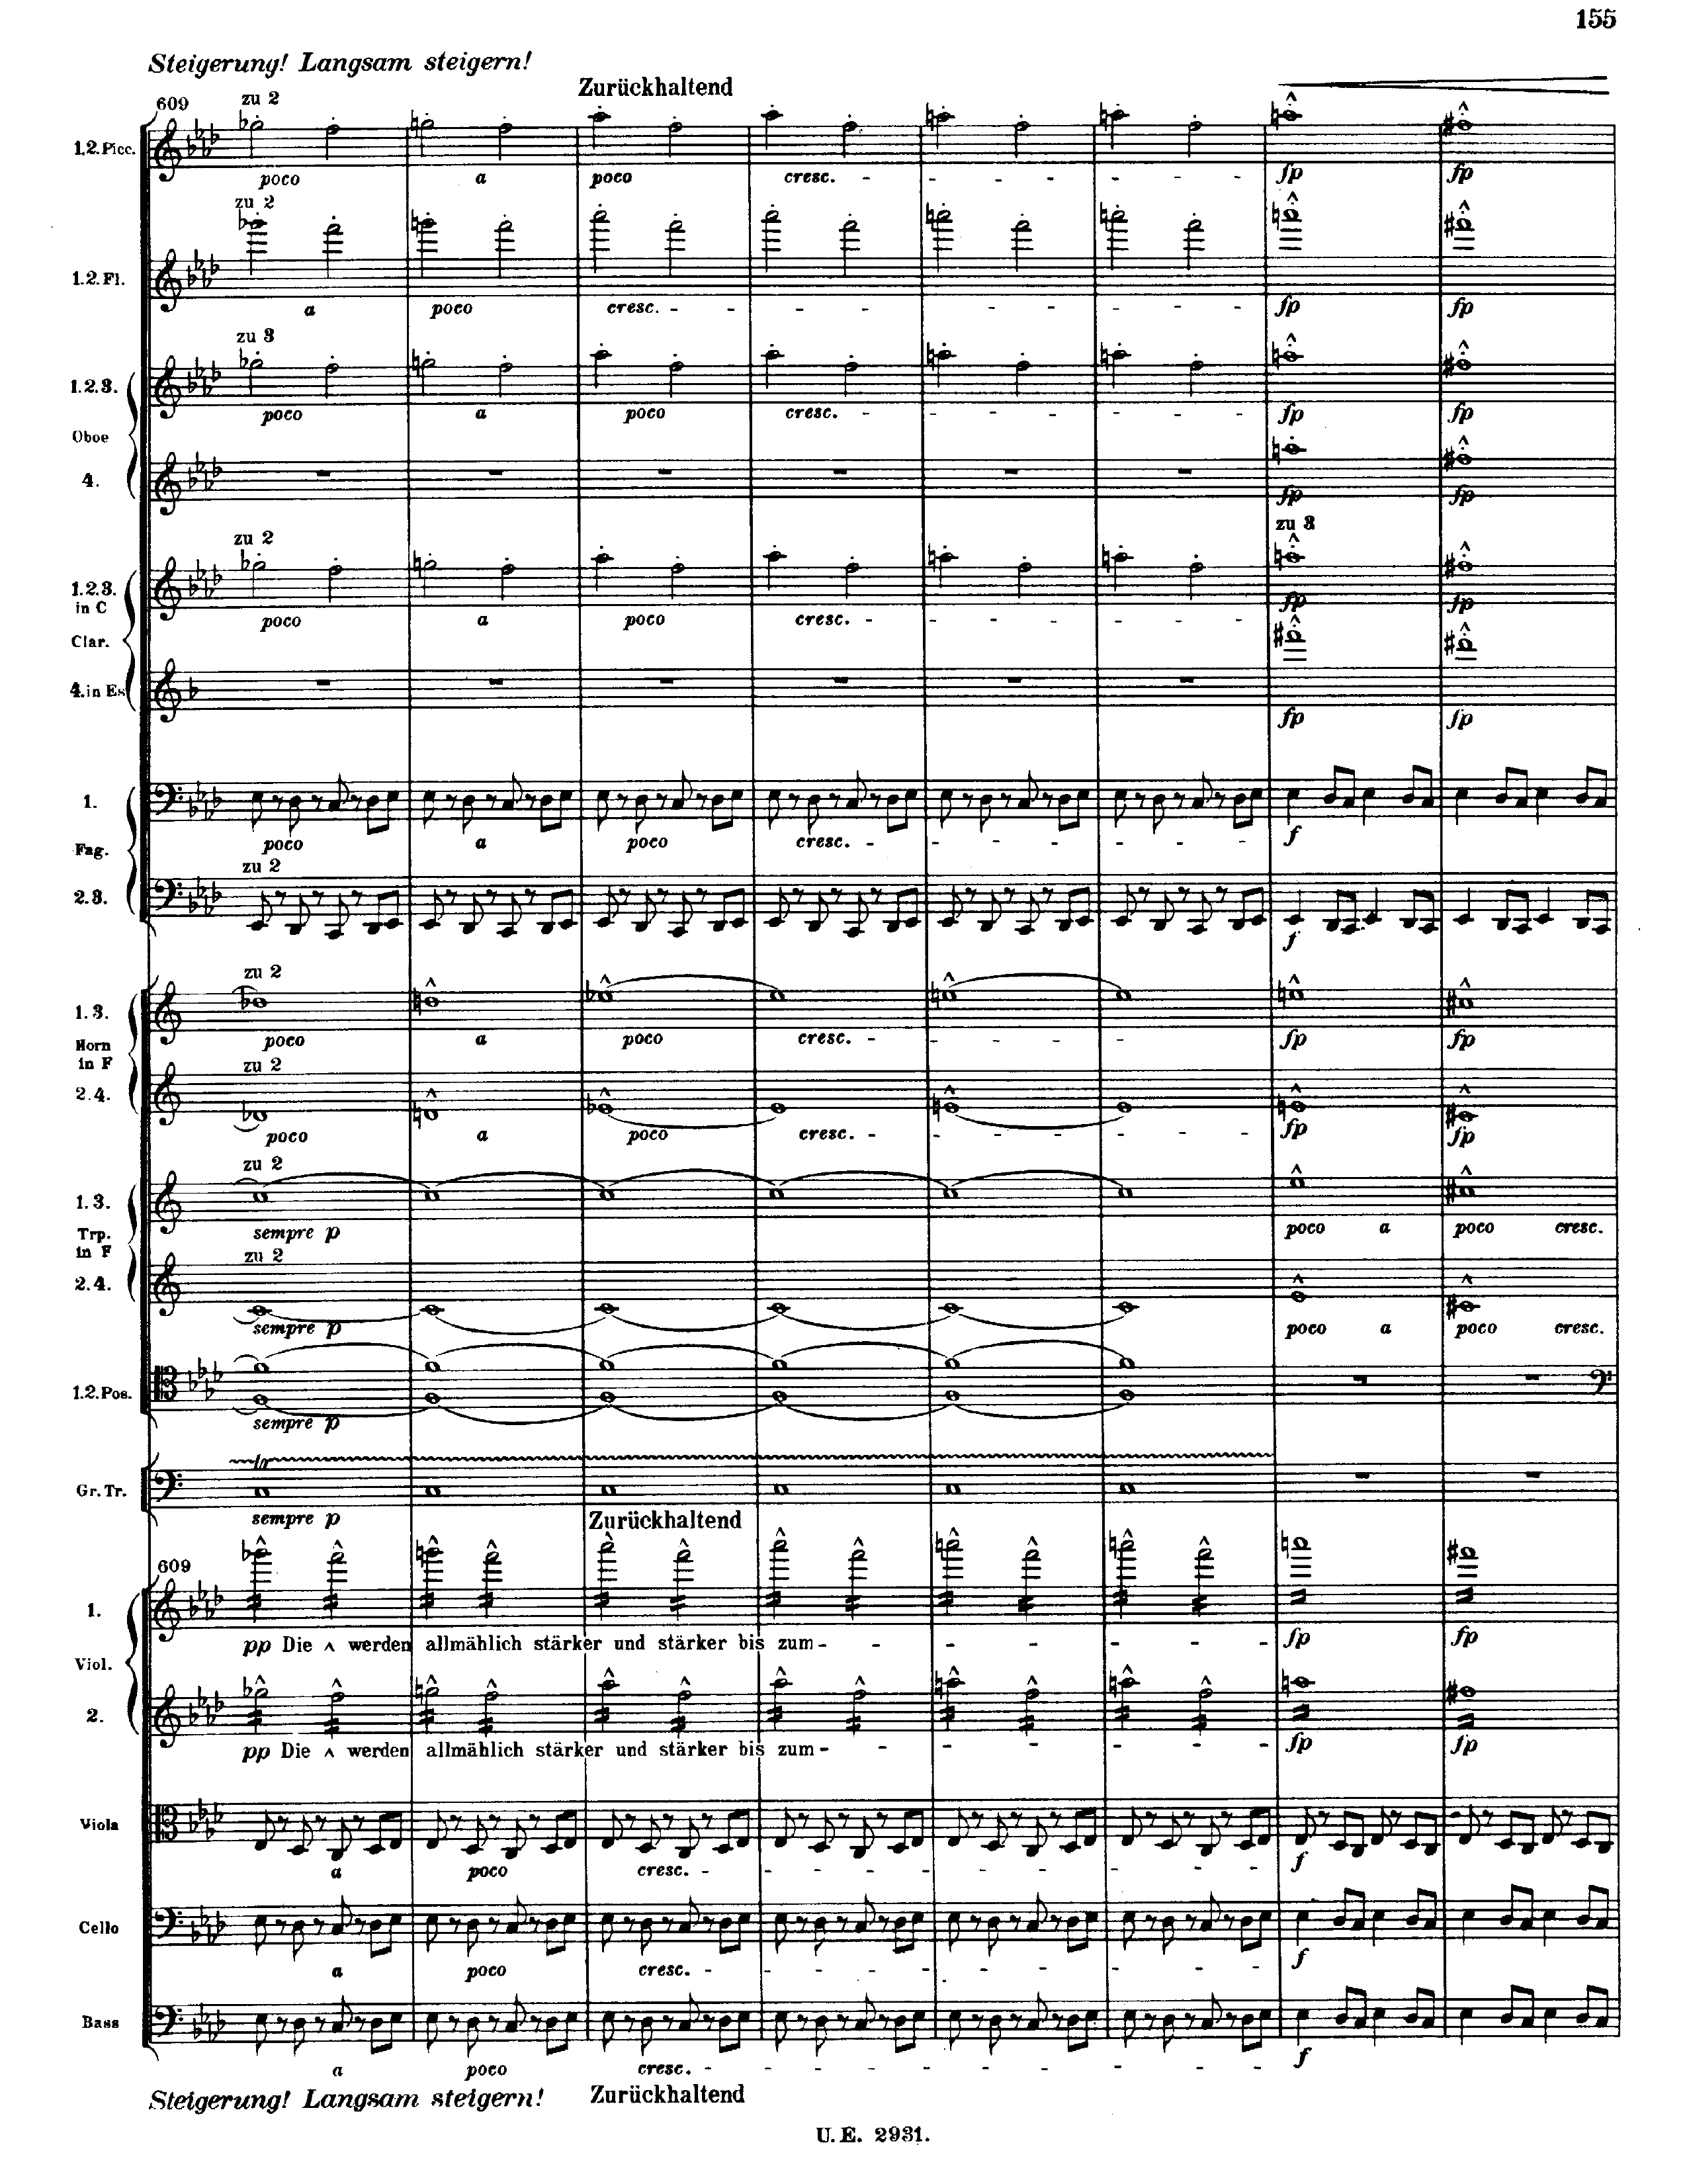 155
Steigerung! Langsam steigern!
Zurückhaltend
609 zu 2
1.2.Picc.
poco a poco cresc. - fp fp
zu 2
1.2.Fl.
a poco cresc. - fp fp
zu 3
1.2.3.
poco a poco cresc. - fp fp
Oboe
4.
fp fp
zu 2 zu 3
1.2.3.
in C
fp fp
poco a poco cresc. -
Clar.
4.in Es
fp fp
1.
poco a poco cresc. - f
Fag.
zu 2
2.3.
f
zu 2
1.3.
poco a poco cresc. - fp fp
Horn
in F
zu 2
2.4.
poco a poco cresc. - fp fp
zu 2
1.3.
sempre p poco a poco cresc.
Trp.
in F
zu 2
2.4.
sempre p poco a poco cresc.
1.2.Pos.
sempre p
tr
Gr. Tr.
sempre p
Zurückhaltend
609
1.
pp Die ^ werden allmählich stärker und stärker bis zum - fp fp
Viol.
2.
pp Die ^ werden allmählich stärker und stärker bis zum - fp fp
Viola
a poco cresc. - f
Cello
a poco cresc. - f
Bass
a poco cresc. - f
Steigerung! Langsam steigern! Zurückhaltend
U. E. 2931.